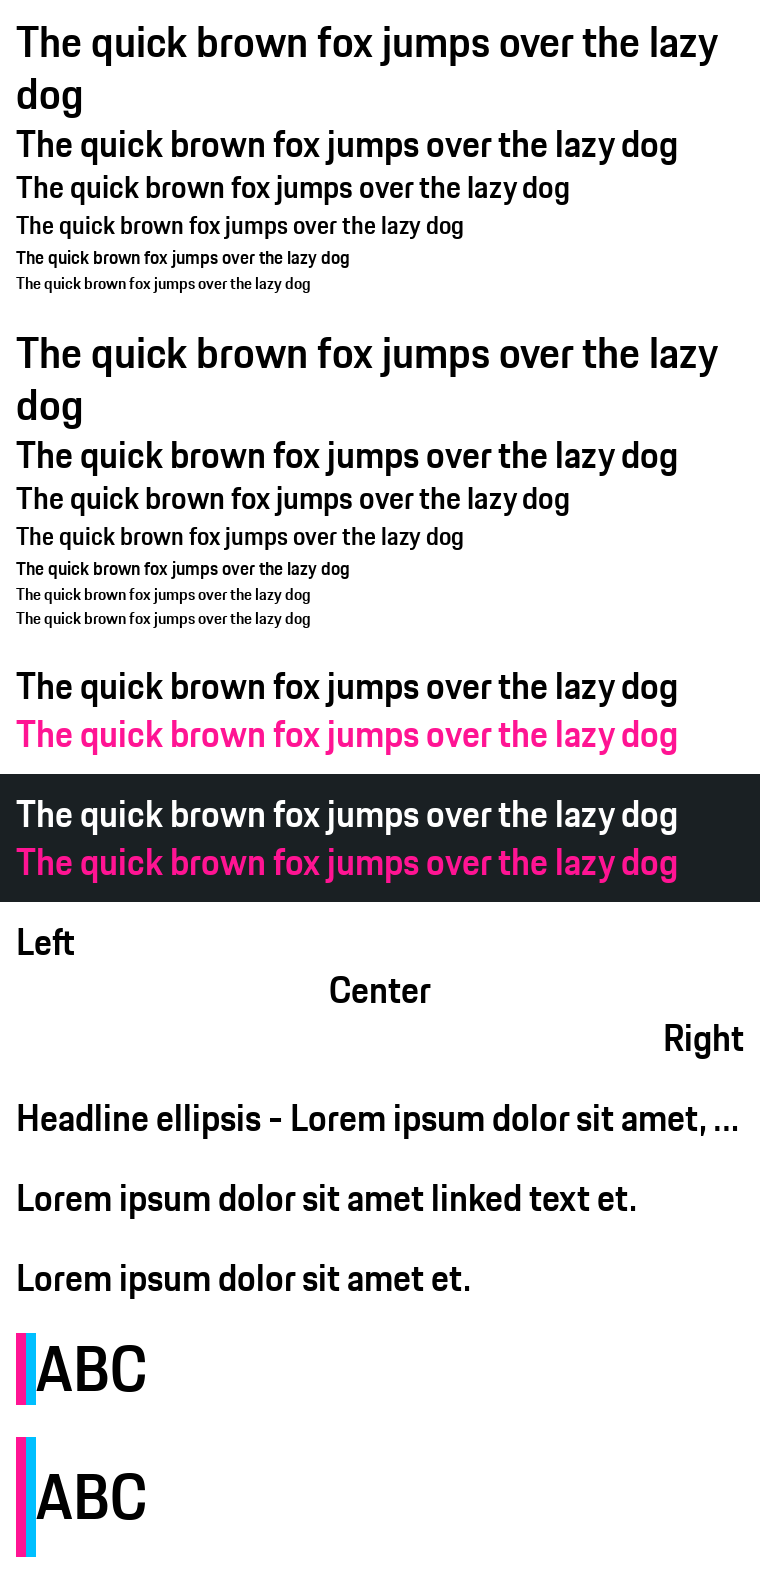 The quick brown fox jumps over the lazy
dog
The quick brown fox jumps over the lazy dog
The quick brown fox jumps over the lazy dog
The quick brown fox jumps over the lazy dog
The quick brown fox jumps over the lazy dog
The quick brown fox jumps over the lazy dog
The quick brown fox jumps over the lazy
dog
The quick brown fox jumps over the lazy dog
The quick brown fox jumps over the lazy dog
The quick brown fox jumps over the lazy dog
The quick brown fox jumps over the lazy dog
The quick brown fox jumps over the lazy dog
The quick brown fox jumps over the lazy dog
The quick brown fox jumps over the lazy dog
The quick brown fox jumps over the lazy dog
The quick brown fox jumps over the lazy dog
The quick brown fox jumps over the lazy dog
Left
Center
Right
Headline ellipsis - Lorem ipsum dolor sit amet, ...
Lorem ipsum dolor sit amet linked text et.
Lorem ipsum dolor sit amet et.
ABC
ABC